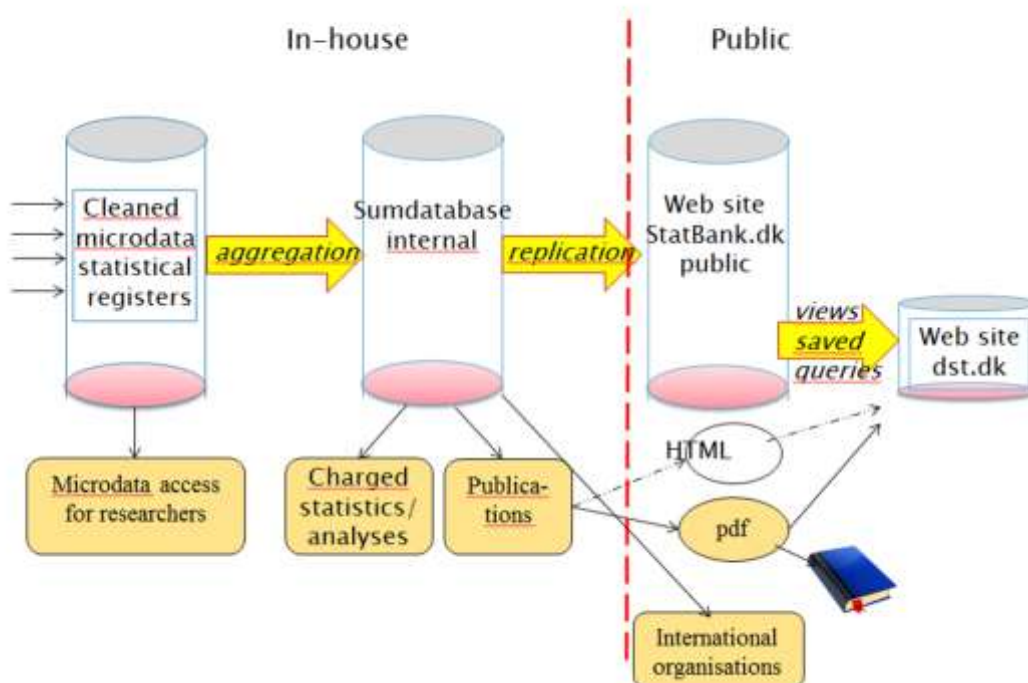 In-house
Public
Cleaned
microdata
statistical
registers
aggregation
Sumdatabase
internal
replication
Web site
StatBank.dk
public
views
saved
queries
Web site
dst.dk
Microdata access
for researchers
Charged
statistics/
analyses
Publica-
tions
HTML
pdf
International
organisations